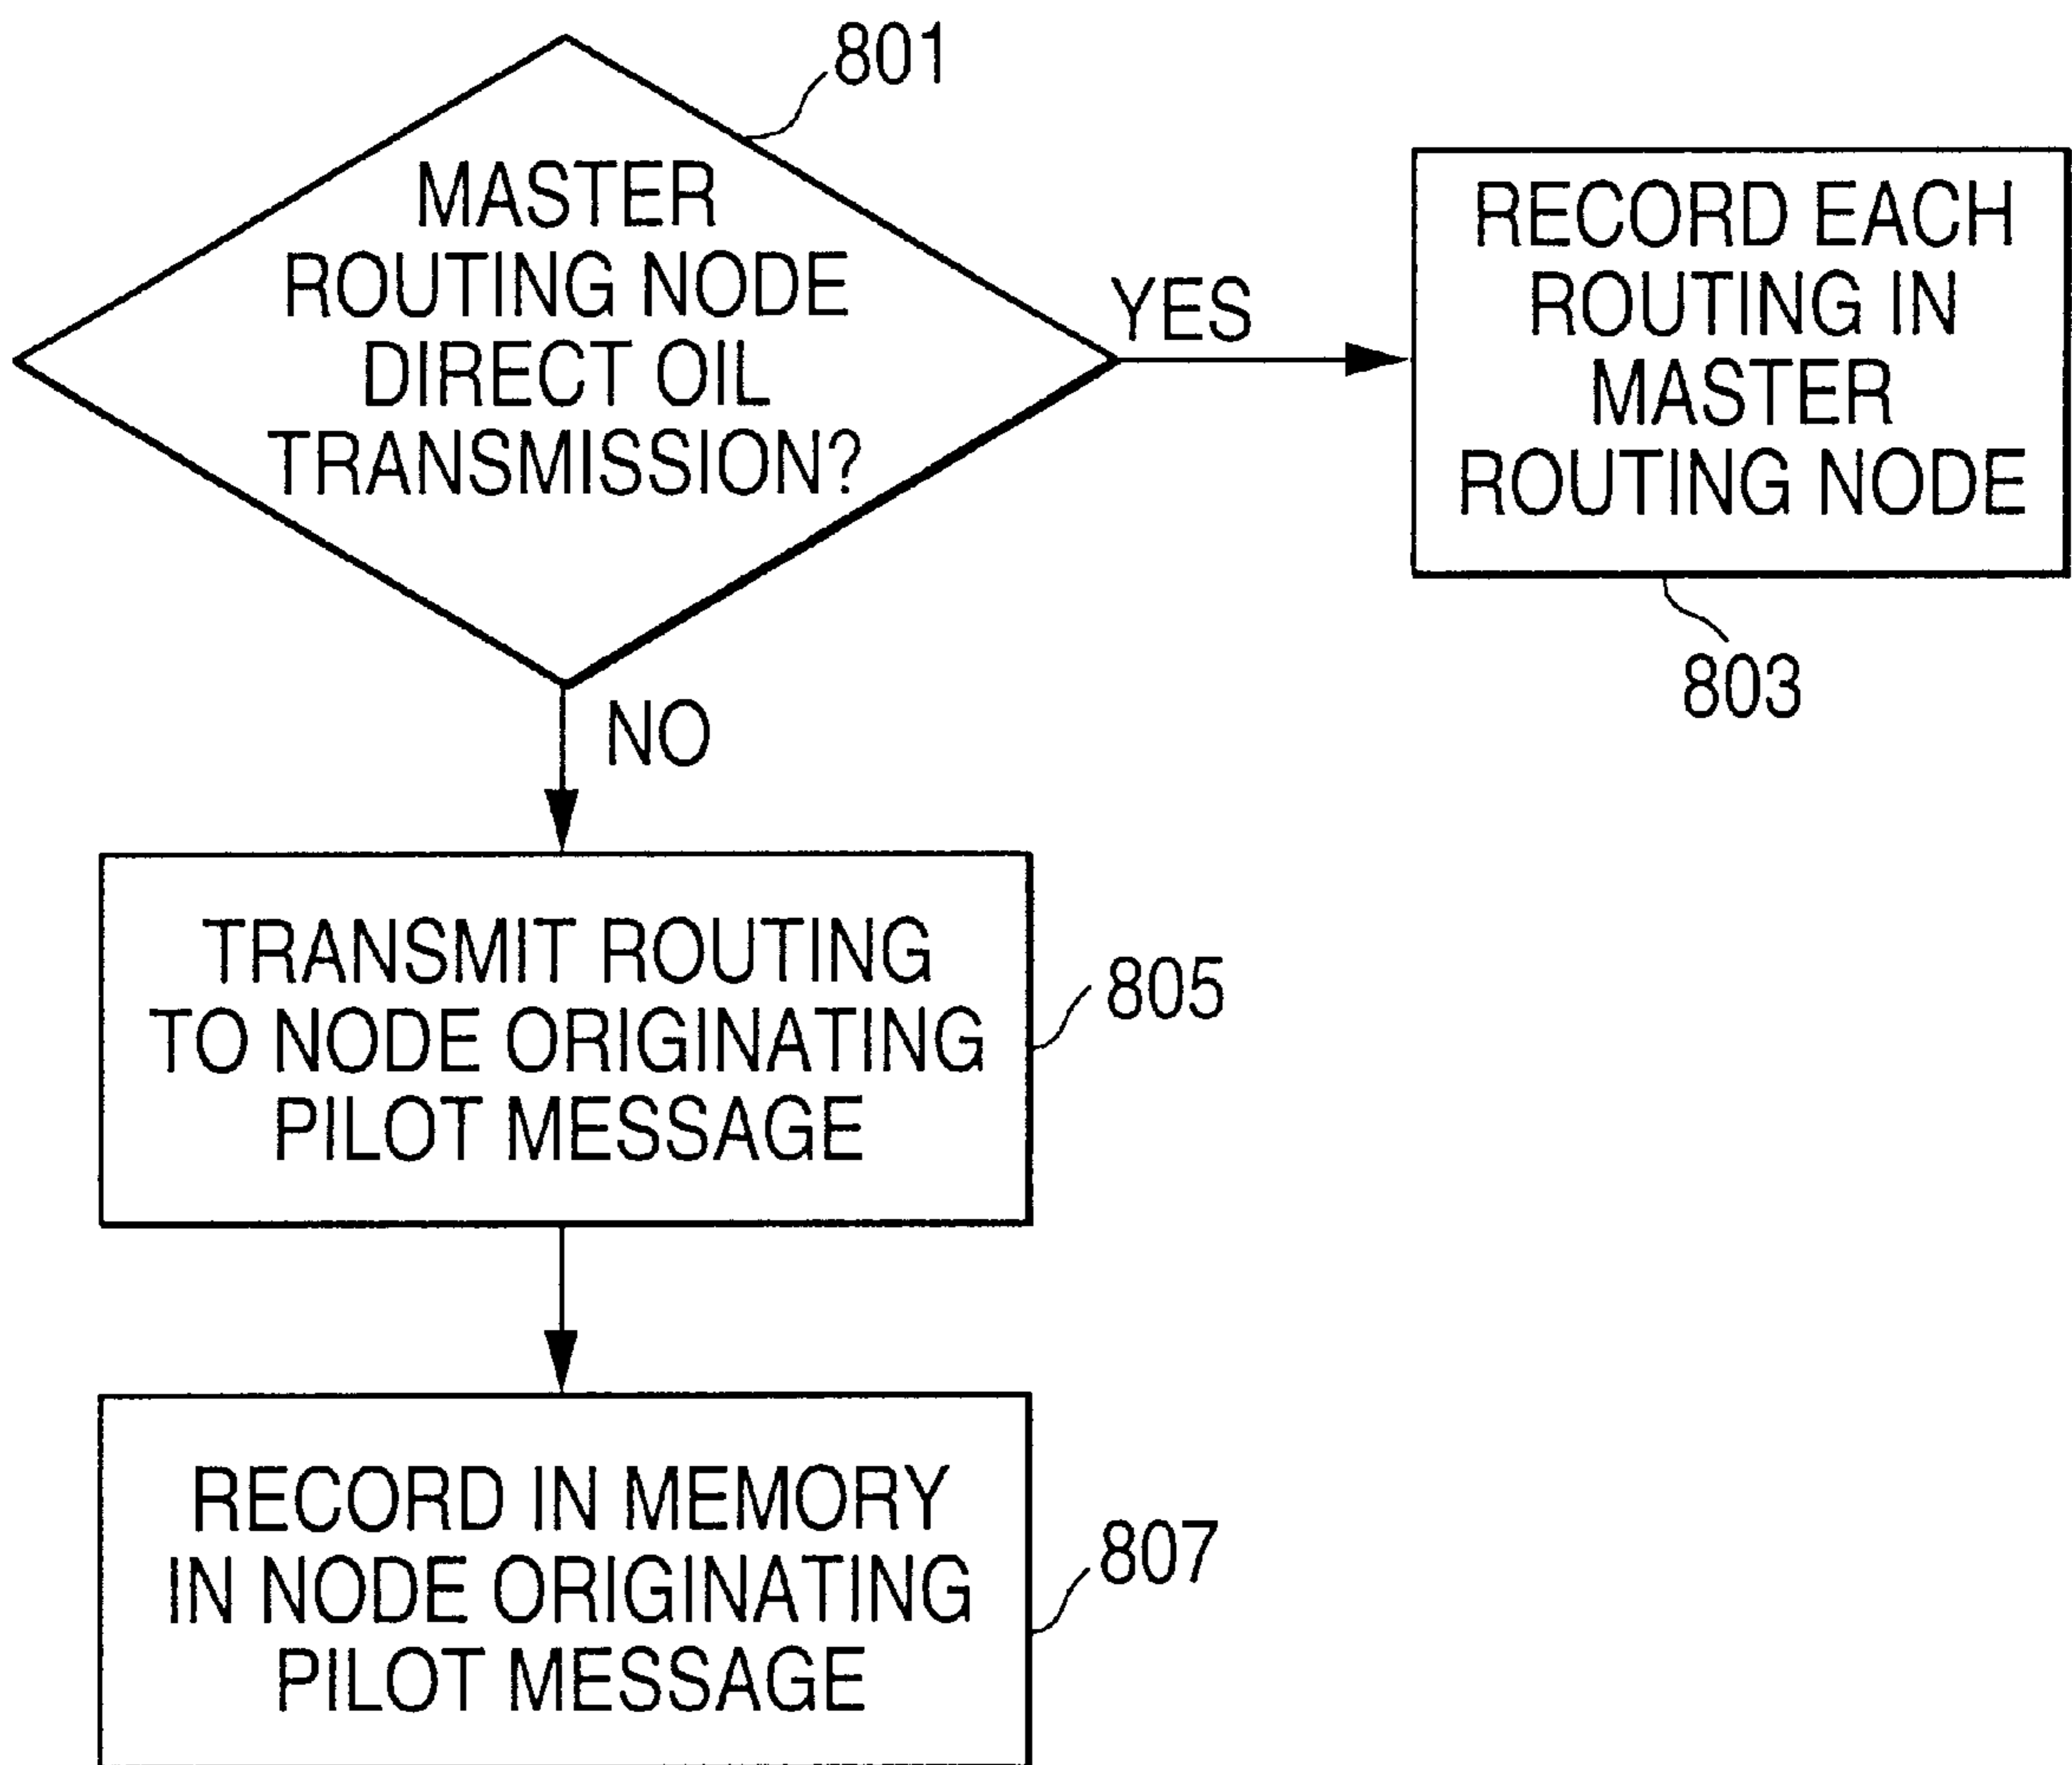 801
MASTER
ROUTING NODE
DIRECT OIL
TRANSMISSION?
YES
RECORD EACH
ROUTING IN
MASTER
ROUTING NODE
803
NO
TRANSMIT ROUTING
TO NODE ORIGINATING
PILOT MESSAGE
805
RECORD IN MEMORY
IN NODE ORIGINATING
PILOT MESSAGE
807